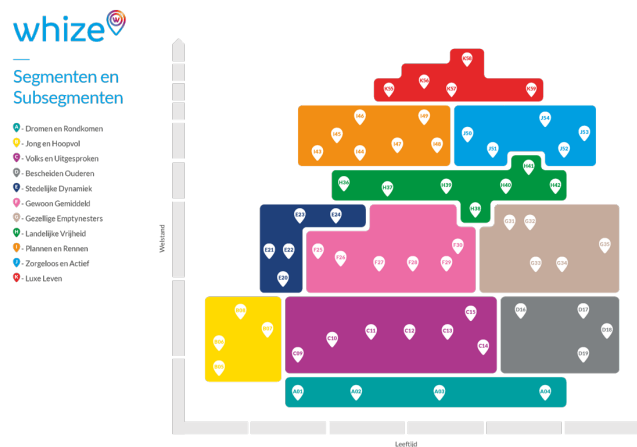 whize
Segmenten en
Subsegmenten
A - Dromen en Rondkomen
B - Jong en Hoopvol
C - Volks en Uitgesproken
D - Bescheiden Ouderen
E - Stedelijke Dynamiek
F - Gewoon Gemiddeld
G - Gezellige Emptynesters
H - Landelijke Vrijheid
I - Plannen en Rennen
J - Zorgeloos en Actief
K - Luxe Leven
Welstand
K58
K56
K55 K57 K59
I46 I49 J54
I45 J50 J53
I43 I44 I47 I48 J51 J52
H41
H36 H37 H39 H40 H42
H38
E23 E24 G31 G32
E21 E22 F25 F30 G35
F26 F27 F28 F29 G33 G34
E20
B08 C15 D16 D17
B07 C10 C11 C12 C13 D18
C09 C14 D19
B05
A01 A02 A03 A04
Leeftijd